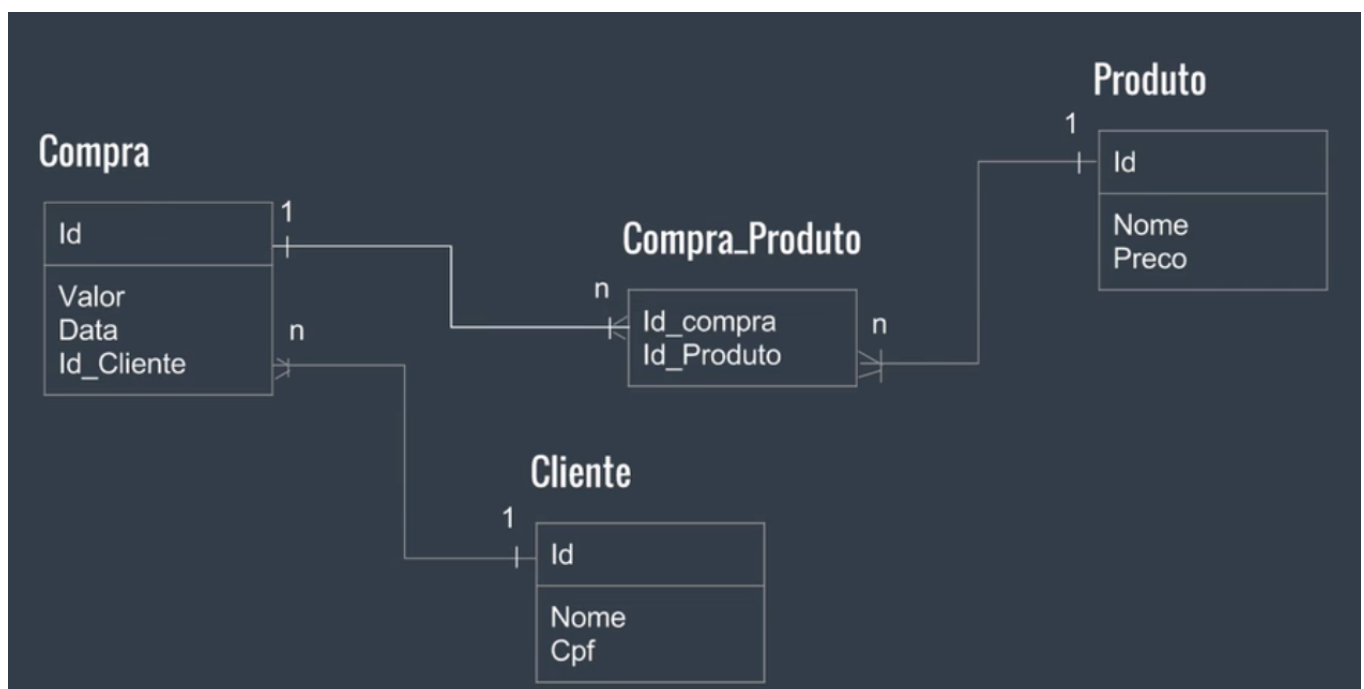 Compra
Id
Valor
Data
Id_Cliente
1
n
Compra_Produto
n
Id_compra
Id_Produto
n
Produto
1
Id
Nome
Preco
Cliente
1
Id
Nome
Cpf